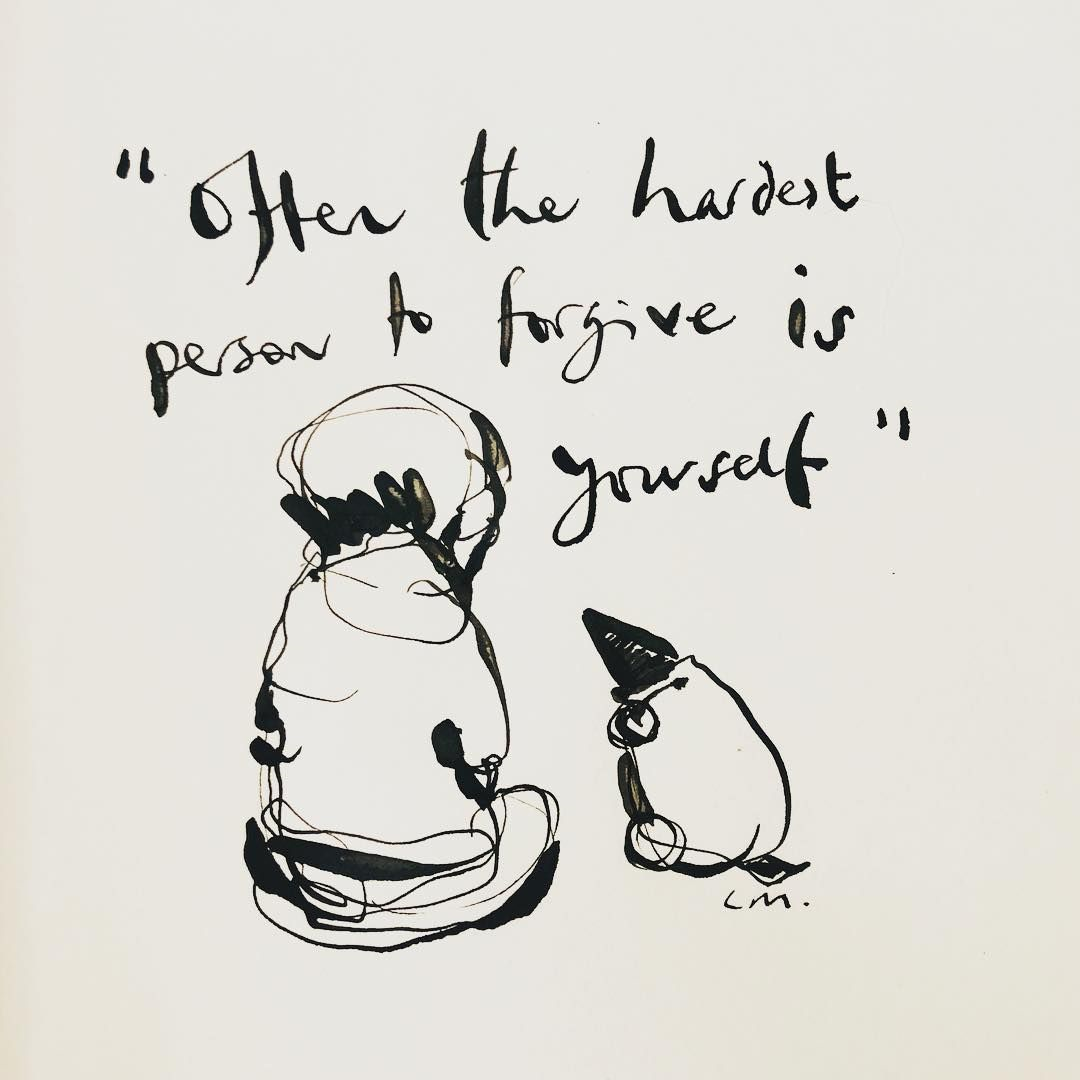 "Often the hardest
person to forgive is
yourself"
CM.